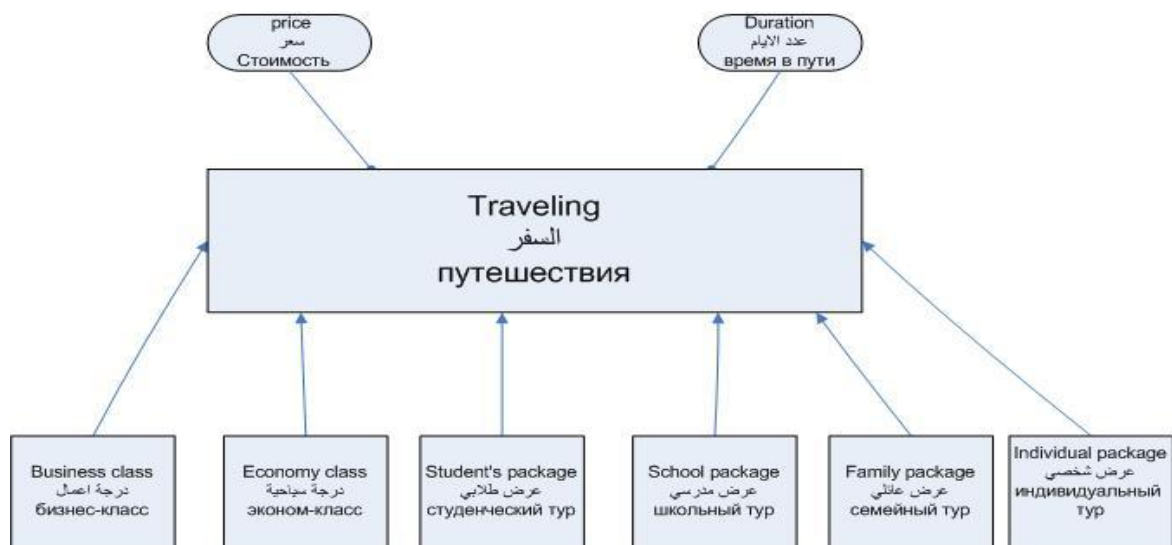 price
سعر
Стоимость
Duration
عدد الايام
время в пути
Traveling
السفر
путешествия
Business class
درجة اعمال
бизнес-класс
Economy class
درجة سياحية
эконом-класс
Student's package
عرض طلابي
студенческий тур
School package
عرض مدرسي
школьный тур
Family package
عرض عائلي
семейный тур
Individual package
عرض شخصي
индивидуальный
тур